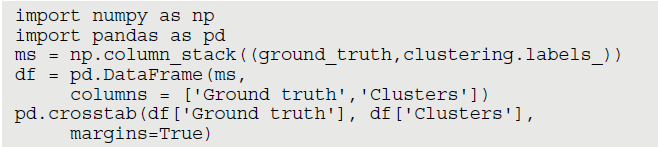 import numpy as np
import pandas as pd
ms = np.column_stack((ground_truth,clustering.labels_))
df = pd.DataFrame(ms,
columns = ['Ground truth','Clusters'])
pd.crosstab(df['Ground truth'], df['Clusters'],
margins=True)